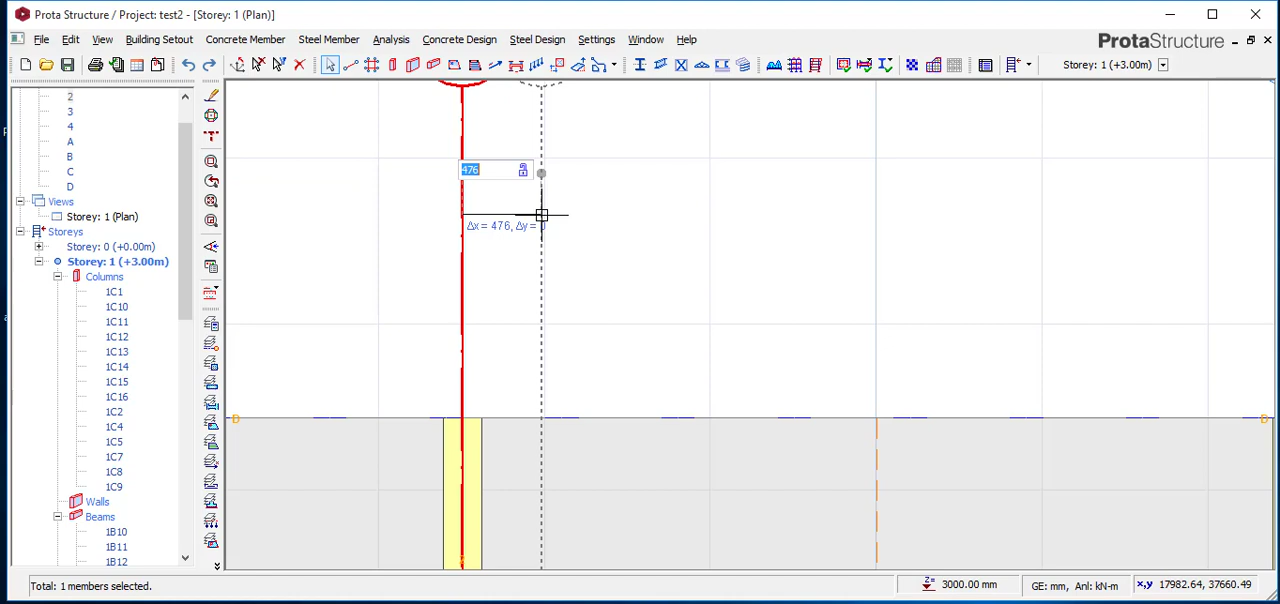 Prota Structure / Project: test2 - [Storey: 1 (Plan)]
File Edit View Building Setout Concrete Member Steel Member Analysis Concrete Design Steel Design Settings Window Help
ProtaStructure
Storey: 1 (+3.00m)
2
3
4
A
B
C
D
Views
Storey: 1 (Plan)
Storeys
Storey: 0 (+0.00m)
Storey: 1 (+3.00m)
Columns
1C1
1C10
1C11
1C12
1C13
1C14
1C15
1C16
1C2
1C4
1C5
1C7
1C8
1C9
Walls
Beams
1B10
1B11
1B12
476
Δx = 476, Δy = 0
D
D
Total: 1 members selected.
Z= 3000.00 mm
GE: mm, Anl: kN-m
x,y 17982.64, 37660.49